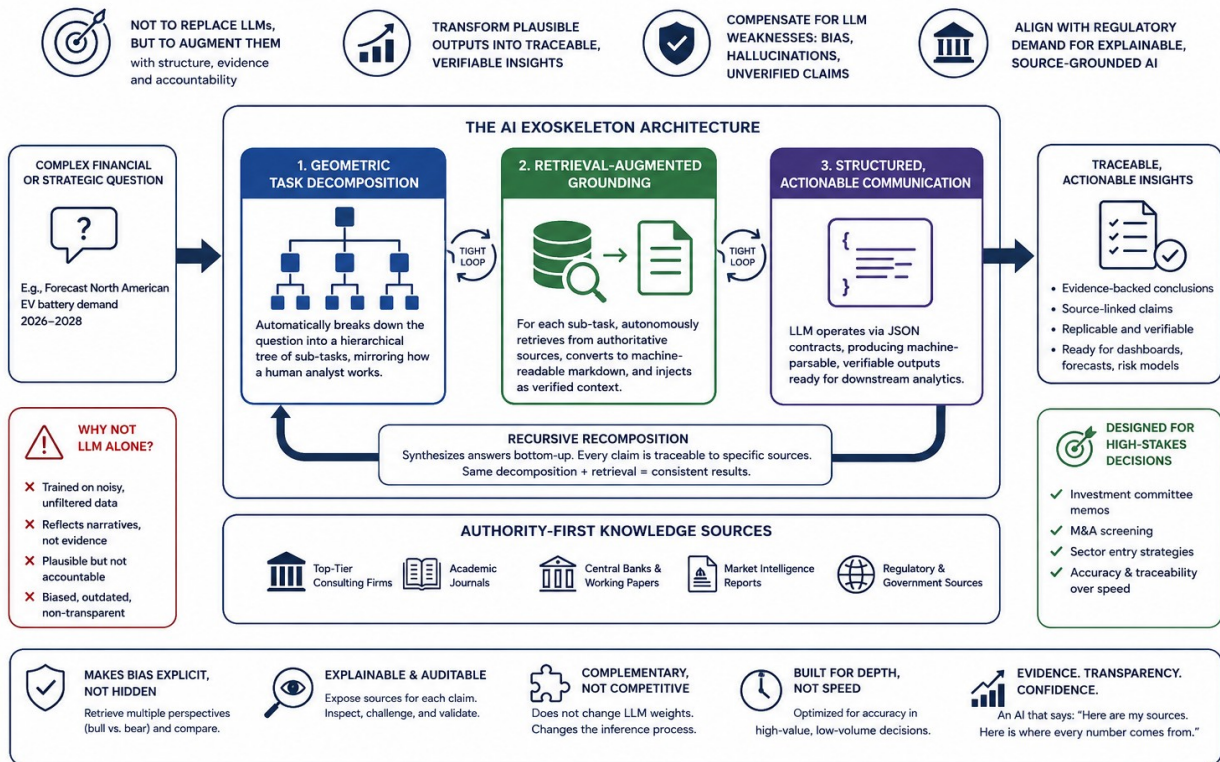 NOT TO REPLACE LLMs,
BUT TO AUGMENT THEM
with structure, evidence
and accountability
TRANSFORM PLAUSIBLE
OUTPUTS INTO TRACEABLE,
VERIFIABLE INSIGHTS
COMPENSATE FOR LLM
WEAKNESSES: BIAS,
HALLUCINATIONS,
UNVERIFIED CLAIMS
ALIGN WITH REGULATORY
DEMAND FOR EXPLAINABLE,
SOURCE-GROUNDED AI
COMPLEX FINANCIAL
OR STRATEGIC QUESTION
?
E.g., Forecast North American
EV battery demand
2026–2028
THE AI EXOSKELETON ARCHITECTURE
1. GEOMETRIC
TASK DECOMPOSITION
Automatically breaks down the
question into a hierarchical
tree of sub-tasks, mirroring how
a human analyst works.
TIGHT
LOOP
2. RETRIEVAL-AUGMENTED
GROUNDING
For each sub-task, autonomously
retrieves from authoritative
sources, converts to machine-
readable markdown, and injects
as verified context.
TIGHT
LOOP
3. STRUCTURED,
ACTIONABLE COMMUNICATION
{
}
LLM operates via JSON
contracts, producing machine-
parsable, verifiable outputs
ready for downstream analytics.
RECURSIVE RECOMPOSITION
Synthesizes answers bottom-up. Every claim is traceable to specific sources.
Same decomposition + retrieval = consistent results.
TRACEABLE,
ACTIONABLE INSIGHTS
• Evidence-backed conclusions
• Source-linked claims
• Replicable and verifiable
• Ready for dashboards,
forecasts, risk models
WHY NOT
LLM ALONE?
Trained on noisy,
unfiltered data
Reflects narratives,
not evidence
Plausible but not
accountable
Biased, outdated,
non-transparent
AUTHORITY-FIRST KNOWLEDGE SOURCES
Top-Tier
Consulting Firms
Academic
Journals
Central Banks &
Working Papers
Market Intelligence
Reports
Regulatory &
Government Sources
DESIGNED FOR
HIGH-STAKES
DECISIONS
Investment committee
memos
M&A screening
Sector entry strategies
Accuracy & traceability
over speed
MAKES BIAS EXPLICIT,
NOT HIDDEN
Retrieve multiple perspectives
(bull vs. bear) and compare.
EXPLAINABLE & AUDITABLE
Expose sources for each claim.
Inspect, challenge, and validate.
COMPLEMENTARY,
NOT COMPETITIVE
Does not change LLM weights.
Changes the inference process.
BUILT FOR DEPTH,
NOT SPEED
Optimized for accuracy in
high-value, low-volume decisions.
EVIDENCE. TRANSPARENCY.
CONFIDENCE.
An AI that says: “Here are my sources.
Here is where every number comes from.”